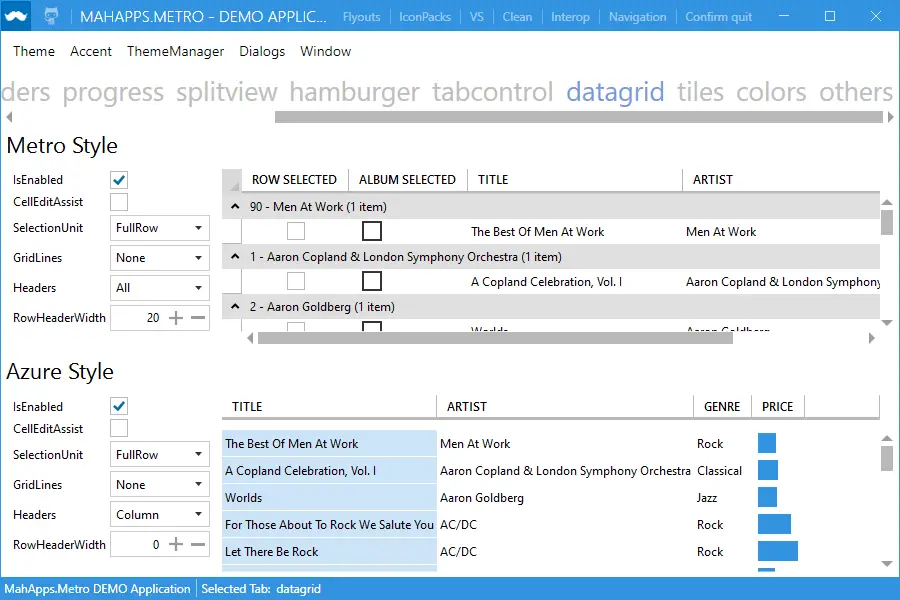 MAHAPPS.METRO - DEMO APPLIC... Flyouts IconPacks VS Clean Interop Navigation Confirm quit
Theme Accent ThemeManager Dialogs Window
ders progress splitview hamburger tabcontrol datagrid tiles colors others
Metro Style
IsEnabled
CellEditAssist
SelectionUnit FullRow
GridLines None
Headers All
RowHeaderWidth 20
ROW SELECTED ALBUM SELECTED TITLE ARTIST
90 - Men At Work (1 item)
The Best Of Men At Work Men At Work
1 - Aaron Copland & London Symphony Orchestra (1 item)
A Copland Celebration, Vol. I Aaron Copland & London Symphony
2 - Aaron Goldberg (1 item)
Worlds Aaron Goldberg
Azure Style
IsEnabled
CellEditAssist
SelectionUnit FullRow
GridLines None
Headers Column
RowHeaderWidth 0
TITLE ARTIST GENRE PRICE
The Best Of Men At Work Men At Work Rock
A Copland Celebration, Vol. I Aaron Copland & London Symphony Orchestra Classical
Worlds Aaron Goldberg Jazz
For Those About To Rock We Salute You AC/DC Rock
Let There Be Rock AC/DC Rock
MahApps.Metro DEMO Application Selected Tab: datagrid